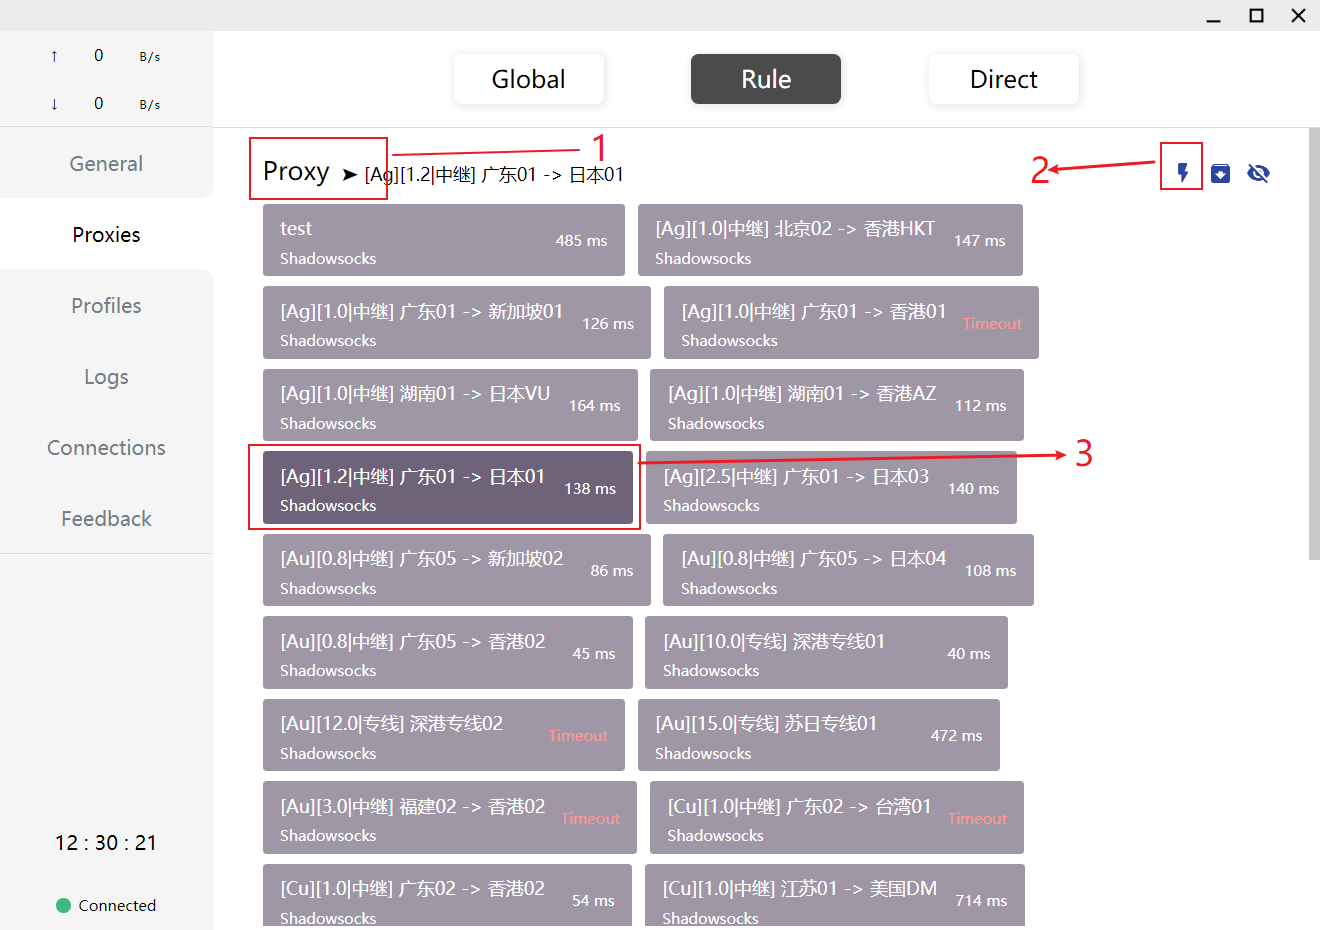 ↑ 0 B/s
↓ 0 B/s
General
Proxies
Profiles
Logs
Connections
Feedback
12 : 30 : 21
Connected
Global
Rule
Direct
Proxy ➤ [Ag][1.2|中继] 广东01 -> 日本01
1
2
test
Shadowsocks
485 ms
[Ag][1.0|中继] 北京02 -> 香港HKT
Shadowsocks
147 ms
[Ag][1.0|中继] 广东01 -> 新加坡01
Shadowsocks
126 ms
[Ag][1.0|中继] 广东01 -> 香港01
Shadowsocks
Timeout
[Ag][1.0|中继] 湖南01 -> 日本VU
Shadowsocks
164 ms
[Ag][1.0|中继] 湖南01 -> 香港AZ
Shadowsocks
112 ms
[Ag][1.2|中继] 广东01 -> 日本01
Shadowsocks
138 ms
[Ag][2.5|中继] 广东01 -> 日本03
Shadowsocks
140 ms
3
[Au][0.8|中继] 广东05 -> 新加坡02
Shadowsocks
86 ms
[Au][0.8|中继] 广东05 -> 日本04
Shadowsocks
108 ms
[Au][0.8|中继] 广东05 -> 香港02
Shadowsocks
45 ms
[Au][10.0|专线] 深港专线01
Shadowsocks
40 ms
[Au][12.0|专线] 深港专线02
Shadowsocks
Timeout
[Au][15.0|专线] 苏日专线01
Shadowsocks
472 ms
[Au][3.0|中继] 福建02 -> 香港02
Shadowsocks
Timeout
[Cu][1.0|中继] 广东02 -> 台湾01
Shadowsocks
Timeout
[Cu][1.0|中继] 广东02 -> 香港02
Shadowsocks
54 ms
[Cu][1.0|中继] 江苏01 -> 美国DM
Shadowsocks
714 ms